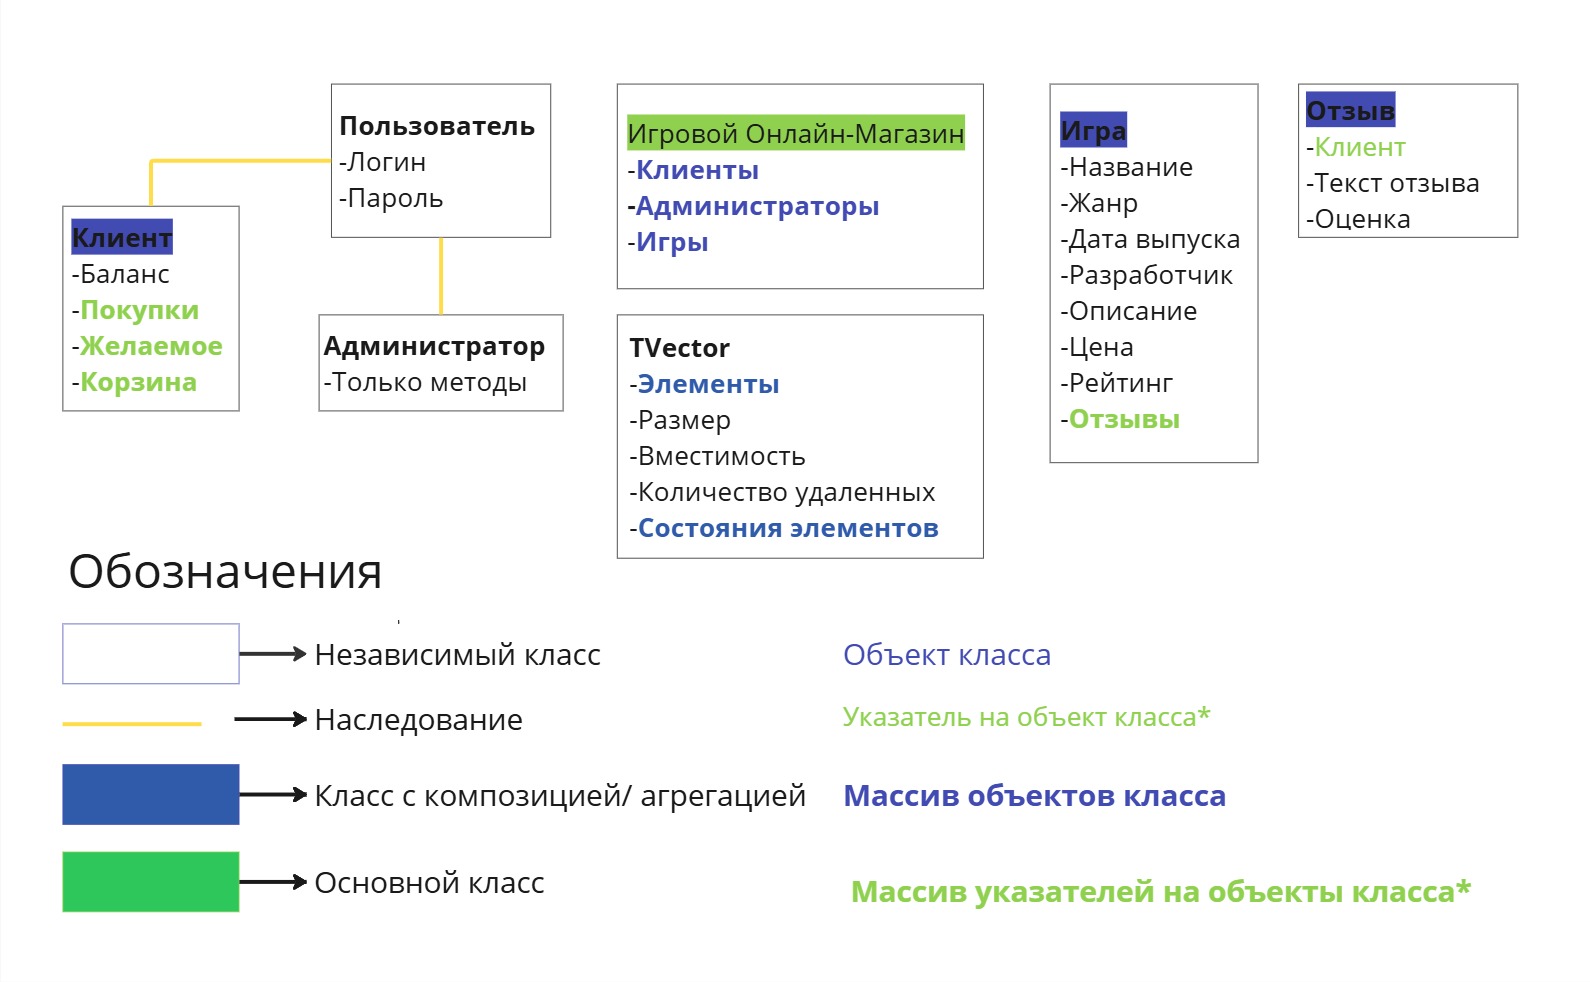 Пользователь
-Логин
-Пароль
Клиент
-Баланс
-Покупки
-Желаемое
-Корзина
Администратор
-Только методы
Игровой Онлайн-Магазин
-Клиенты
-Администраторы
-Игры
TVector
-Элементы
-Размер
-Вместимость
-Количество удаленных
-Состояния элементов
Игра
-Название
-Жанр
-Дата выпуска
-Разработчик
-Описание
-Цена
-Рейтинг
-Отзывы
Отзыв
-Клиент
-Текст отзыва
-Оценка
Обозначения
Независимый класс
Наследование
Класс с композицией/ агрегацией
Основной класс
Объект класса
Указатель на объект класса*
Массив объектов класса
Массив указателей на объекты класса*